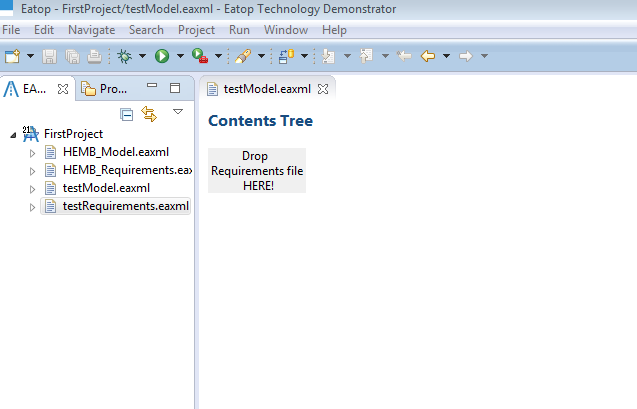 Eatop - FirstProject/testModel.eaxml - Eatop Technology Demonstrator
File Edit Navigate Search Project Run Window Help
EA...
Pro...
testModel.eaxml
Contents Tree
Drop
Requirements file
HERE!
FirstProject
HEMB_Model.eaxml
HEMB_Requirements.eax
testModel.eaxml
testRequirements.eaxml